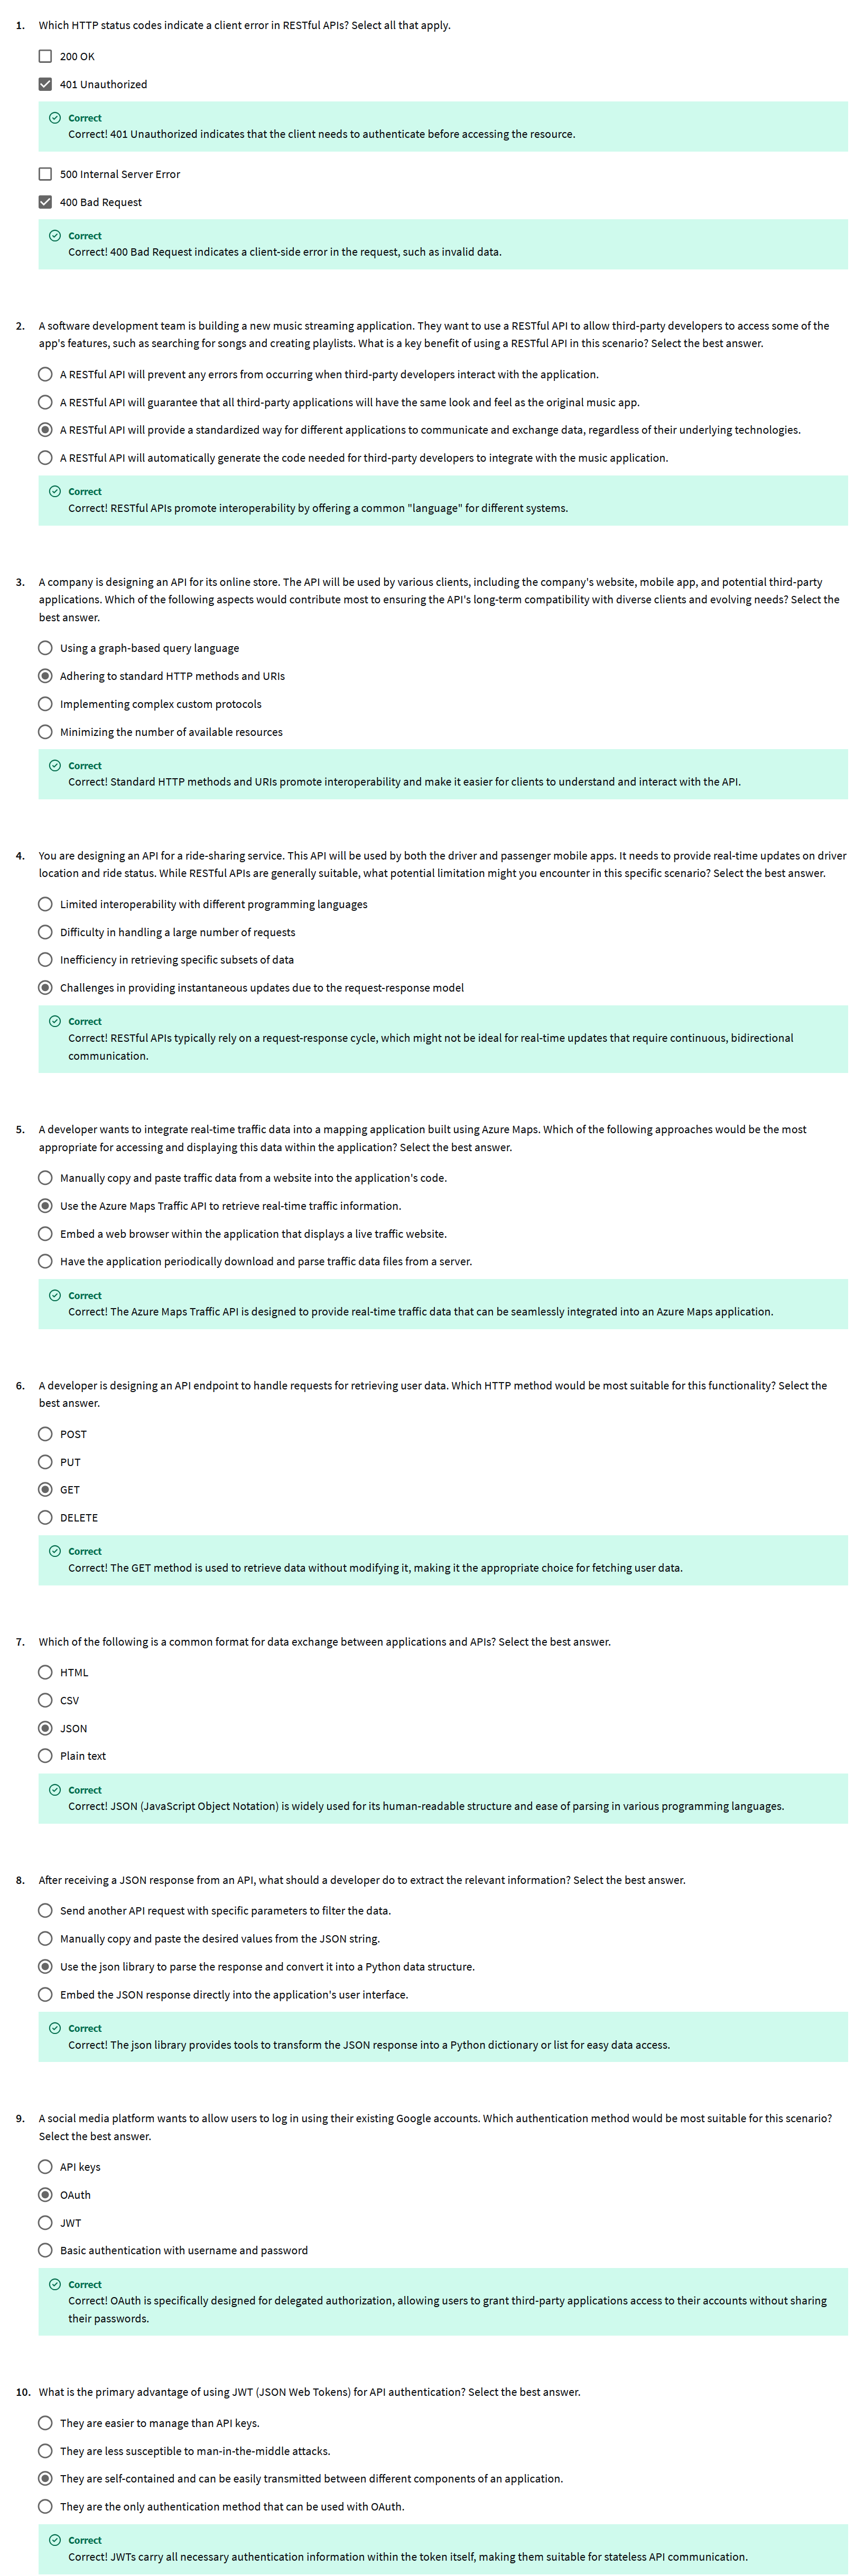 1. Which HTTP status codes indicate a client error in RESTful APIs? Select all that apply.
200 OK
401 Unauthorized
Correct
Correct! 401 Unauthorized indicates that the client needs to authenticate before accessing the resource.
500 Internal Server Error
400 Bad Request
Correct
Correct! 400 Bad Request indicates a client-side error in the request, such as invalid data.
2. A software development team is building a new music streaming application. They want to use a RESTful API to allow third-party developers to access some of the
app's features, such as searching for songs and creating playlists. What is a key benefit of using a RESTful API in this scenario? Select the best answer.
A RESTful API will prevent any errors from occurring when third-party developers interact with the application.
A RESTful API will guarantee that all third-party applications will have the same look and feel as the original music app.
A RESTful API will provide a standardized way for different applications to communicate and exchange data, regardless of their underlying technologies.
A RESTful API will automatically generate the code needed for third-party developers to integrate with the music application.
Correct
Correct! RESTful APIs promote interoperability by offering a common "language" for different systems.
3. A company is designing an API for its online store. The API will be used by various clients, including the company's website, mobile app, and potential third-party
applications. Which of the following aspects would contribute most to ensuring the API's long-term compatibility with diverse clients and evolving needs? Select the
best answer.
Using a graph-based query language
Adhering to standard HTTP methods and URIs
Implementing complex custom protocols
Minimizing the number of available resources
Correct
Correct! Standard HTTP methods and URIs promote interoperability and make it easier for clients to understand and interact with the API.
4. You are designing an API for a ride-sharing service. This API will be used by both the driver and passenger mobile apps. It needs to provide real-time updates on driver
location and ride status. While RESTful APIs are generally suitable, what potential limitation might you encounter in this specific scenario? Select the best answer.
Limited interoperability with different programming languages
Difficulty in handling a large number of requests
Inefficiency in retrieving specific subsets of data
Challenges in providing instantaneous updates due to the request-response model
Correct
Correct! RESTful APIs typically rely on a request-response cycle, which might not be ideal for real-time updates that require continuous, bidirectional
communication.
5. A developer wants to integrate real-time traffic data into a mapping application built using Azure Maps. Which of the following approaches would be the most
appropriate for accessing and displaying this data within the application? Select the best answer.
Manually copy and paste traffic data from a website into the application's code.
Use the Azure Maps Traffic API to retrieve real-time traffic information.
Embed a web browser within the application that displays a live traffic website.
Have the application periodically download and parse traffic data files from a server.
Correct
Correct! The Azure Maps Traffic API is designed to provide real-time traffic data that can be seamlessly integrated into an Azure Maps application.
6. A developer is designing an API endpoint to handle requests for retrieving user data. Which HTTP method would be most suitable for this functionality? Select the
best answer.
POST
PUT
GET
DELETE
Correct
Correct! The GET method is used to retrieve data without modifying it, making it the appropriate choice for fetching user data.
7. Which of the following is a common format for data exchange between applications and APIs? Select the best answer.
HTML
CSV
JSON
Plain text
Correct
Correct! JSON (JavaScript Object Notation) is widely used for its human-readable structure and ease of parsing in various programming languages.
8. After receiving a JSON response from an API, what should a developer do to extract the relevant information? Select the best answer.
Send another API request with specific parameters to filter the data.
Manually copy and paste the desired values from the JSON string.
Use the json library to parse the response and convert it into a Python data structure.
Embed the JSON response directly into the application's user interface.
Correct
Correct! The json library provides tools to transform the JSON response into a Python dictionary or list for easy data access.
9. A social media platform wants to allow users to log in using their existing Google accounts. Which authentication method would be most suitable for this scenario?
Select the best answer.
API keys
OAuth
JWT
Basic authentication with username and password
Correct
Correct! OAuth is specifically designed for delegated authorization, allowing users to grant third-party applications access to their accounts without sharing
their passwords.
10. What is the primary advantage of using JWT (JSON Web Tokens) for API authentication? Select the best answer.
They are easier to manage than API keys.
They are less susceptible to man-in-the-middle attacks.
They are self-contained and can be easily transmitted between different components of an application.
They are the only authentication method that can be used with OAuth.
Correct
Correct! JWTs carry all necessary authentication information within the token itself, making them suitable for stateless API communication.